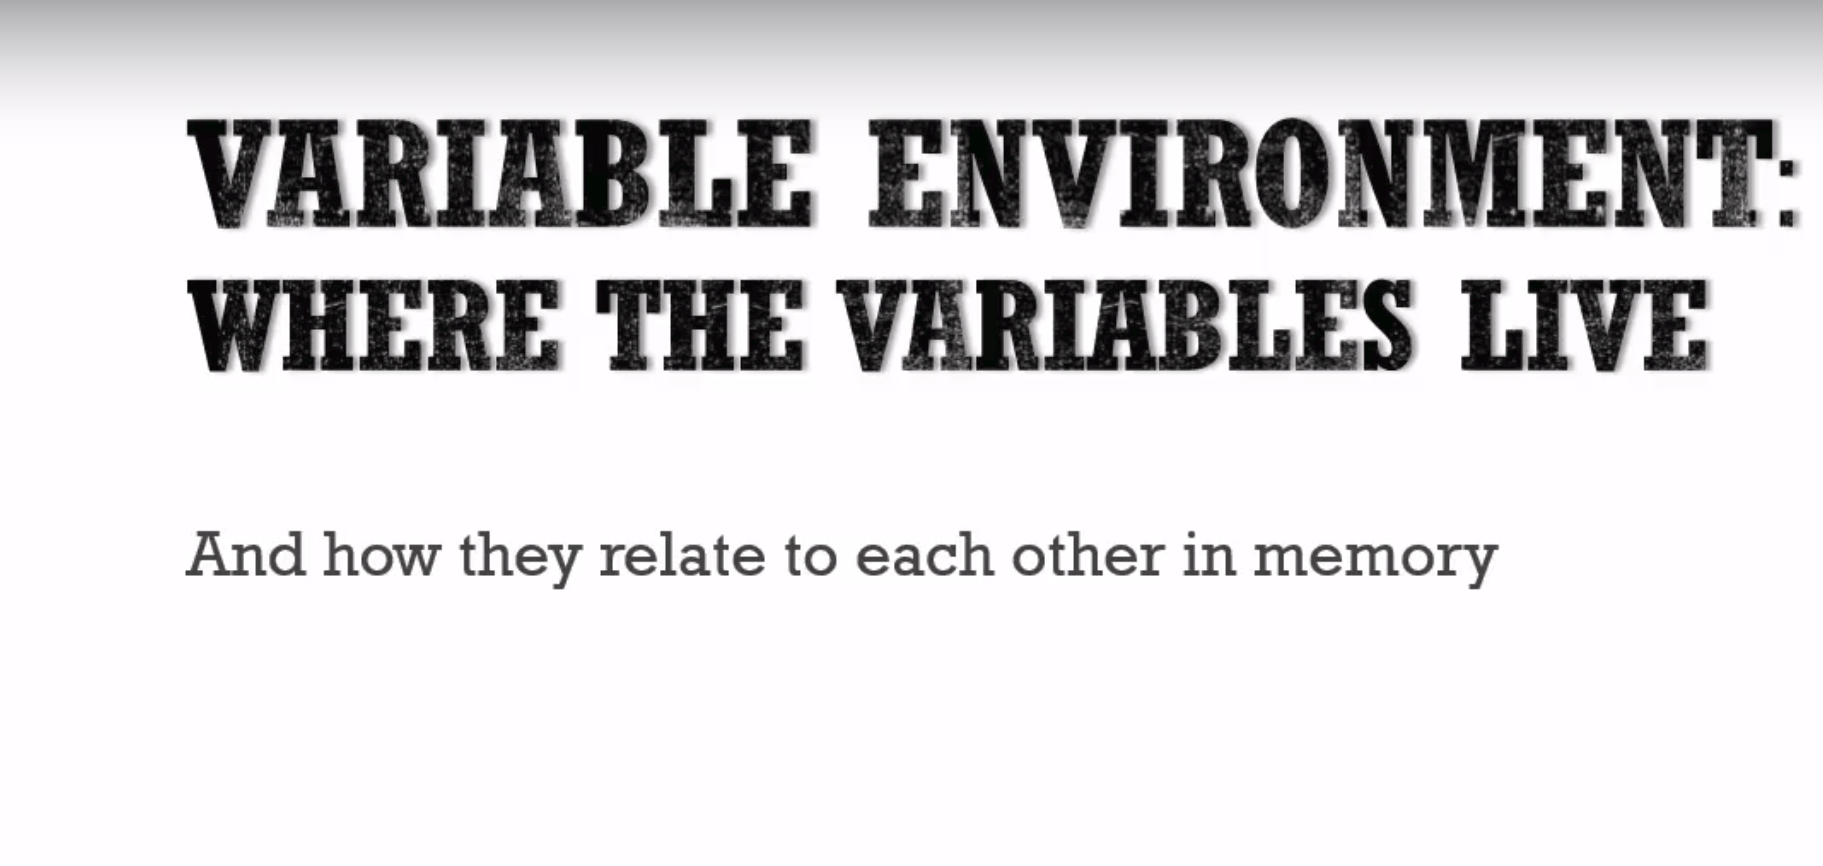 VARIABLE ENVIRONMENT:
WHERE THE VARIABLES LIVE
And how they relate to each other in memory